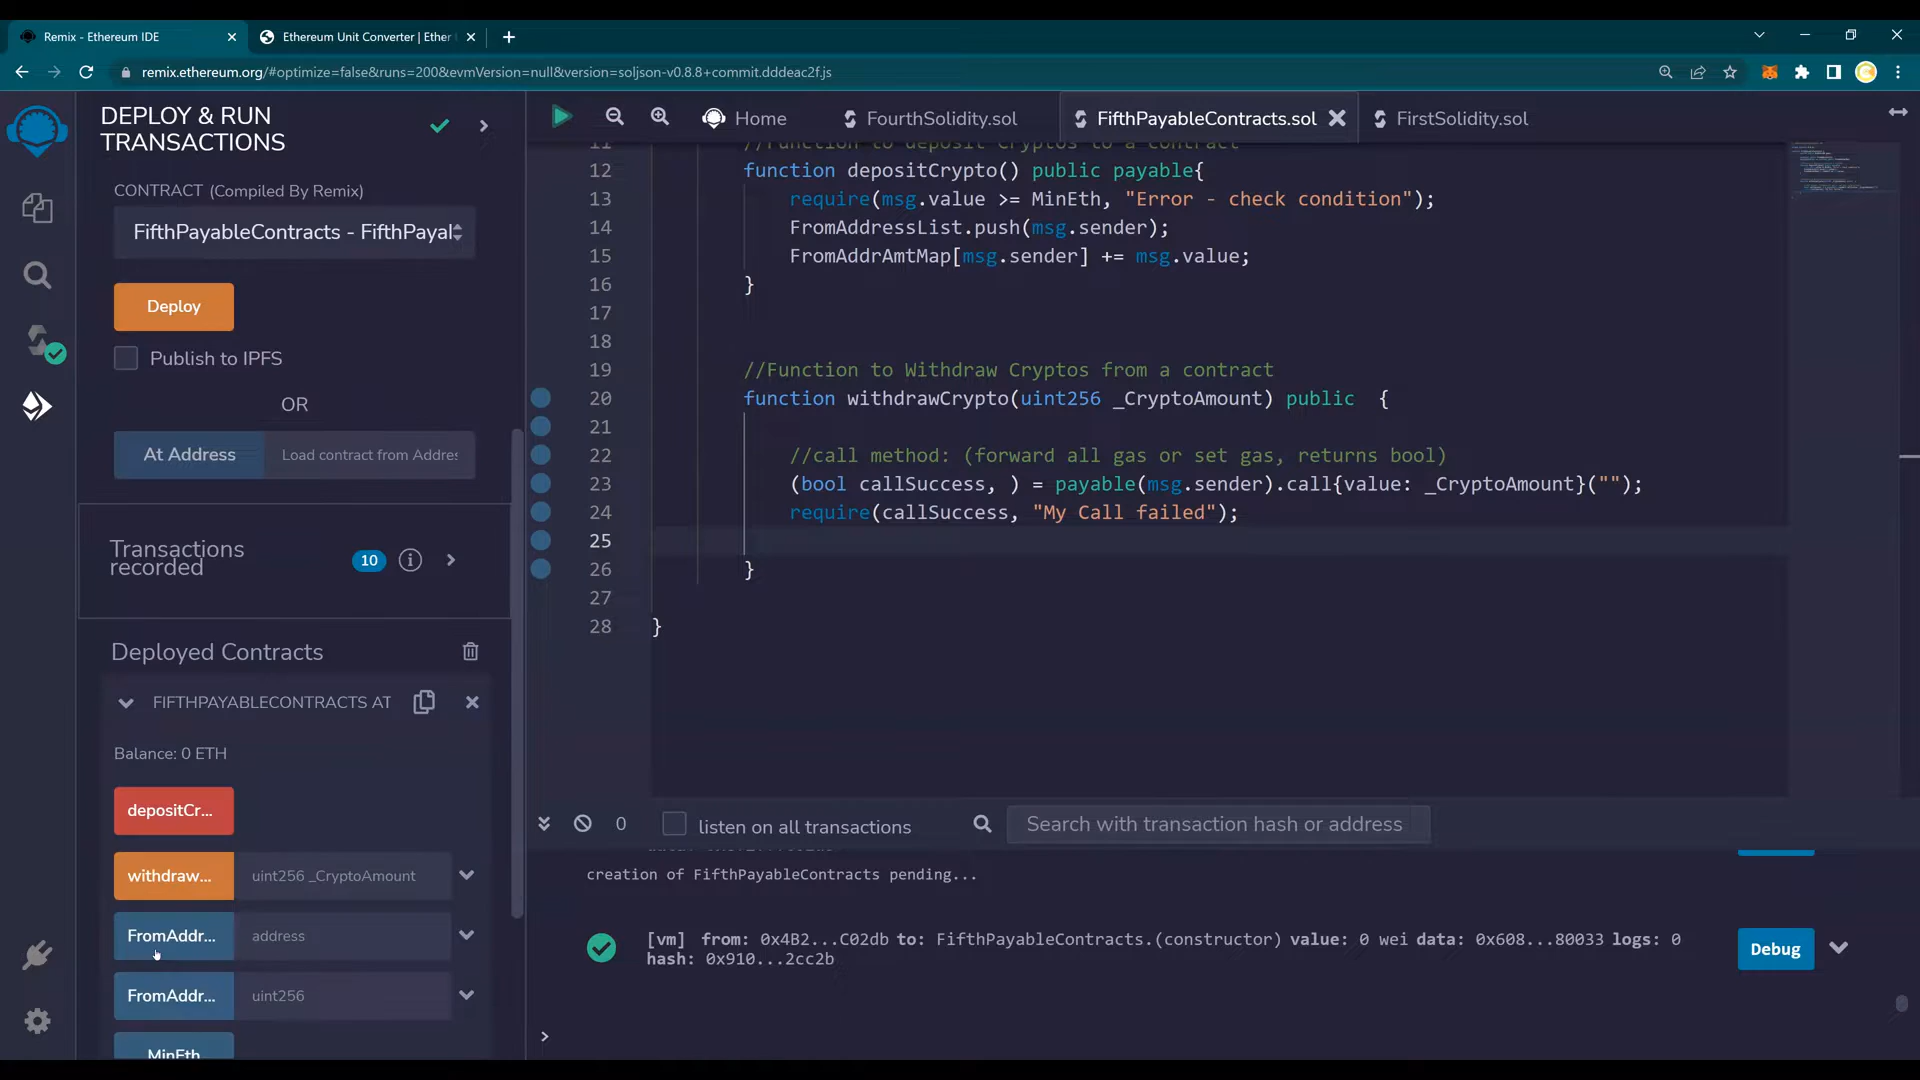 Remix - Ethereum IDE
Ethereum Unit Converter | Ether
remix.ethereum.org/#optimize=false&runs=200&evmVersion=null&version=soljson-v0.8.8+commit.dddeac2f.js
DEPLOY & RUN
TRANSACTIONS
Home
FourthSolidity.sol
FifthPayableContracts.sol
FirstSolidity.sol
CONTRACT (Compiled By Remix)
FifthPayableContracts - FifthPayal
Deploy
Publish to IPFS
OR
At Address
Load contract from Addres
Transactions
recorded
10
Deployed Contracts
FIFTHPAYABLECONTRACTS AT
Balance: 0 ETH
depositCr...
withdraw...
uint256 _CryptoAmount
FromAddr...
address
FromAddr...
uint256
MinEth
11 //Function to deposit Cryptos to a contract
12 function depositCrypto() public payable{
13 require(msg.value >= MinEth, "Error - check condition");
14 FromAddressList.push(msg.sender);
15 FromAddrAmtMap[msg.sender] += msg.value;
16 }
17
18
19 //Function to Withdraw Cryptos from a contract
20 function withdrawCrypto(uint256 _CryptoAmount) public {
21
22 //call method: (forward all gas or set gas, returns bool)
23 (bool callSuccess, ) = payable(msg.sender).call{value: _CryptoAmount}("");
24 require(callSuccess, "My Call failed");
25
26 }
27
28 }
0
listen on all transactions
Search with transaction hash or address
creation of FifthPayableContracts pending...
[vm] from: 0x4B2...C02db to: FifthPayableContracts.(constructor) value: 0 wei data: 0x608...80033 logs: 0
hash: 0x910...2cc2b
Debug
>